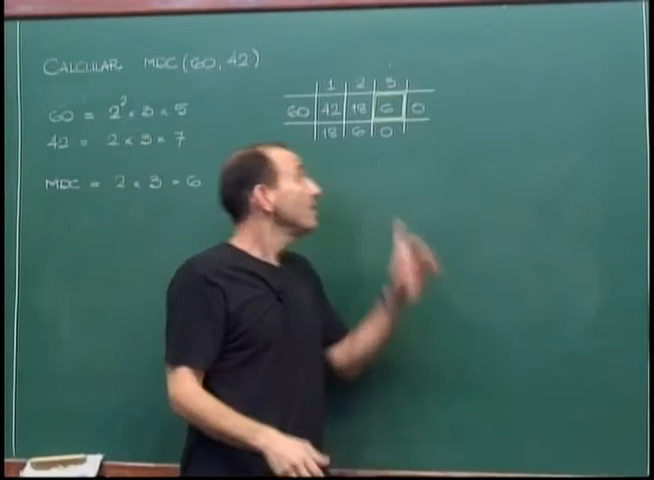 CALCULAR MDC(60,42)
60 = 2² × 3 × 5
42 = 2 × 3 × 7
MDC = 2 × 3 = 6
1 2 3
60 42 18 6 0
18 6 0